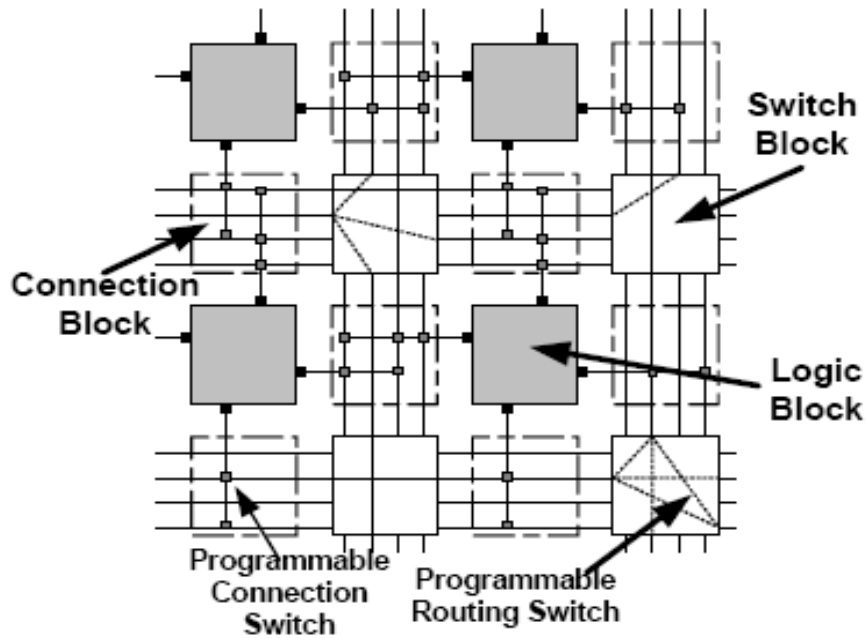 Switch
Block
Connection
Block
Logic
Block
Programmable
Connection
Switch
Programmable
Routing Switch